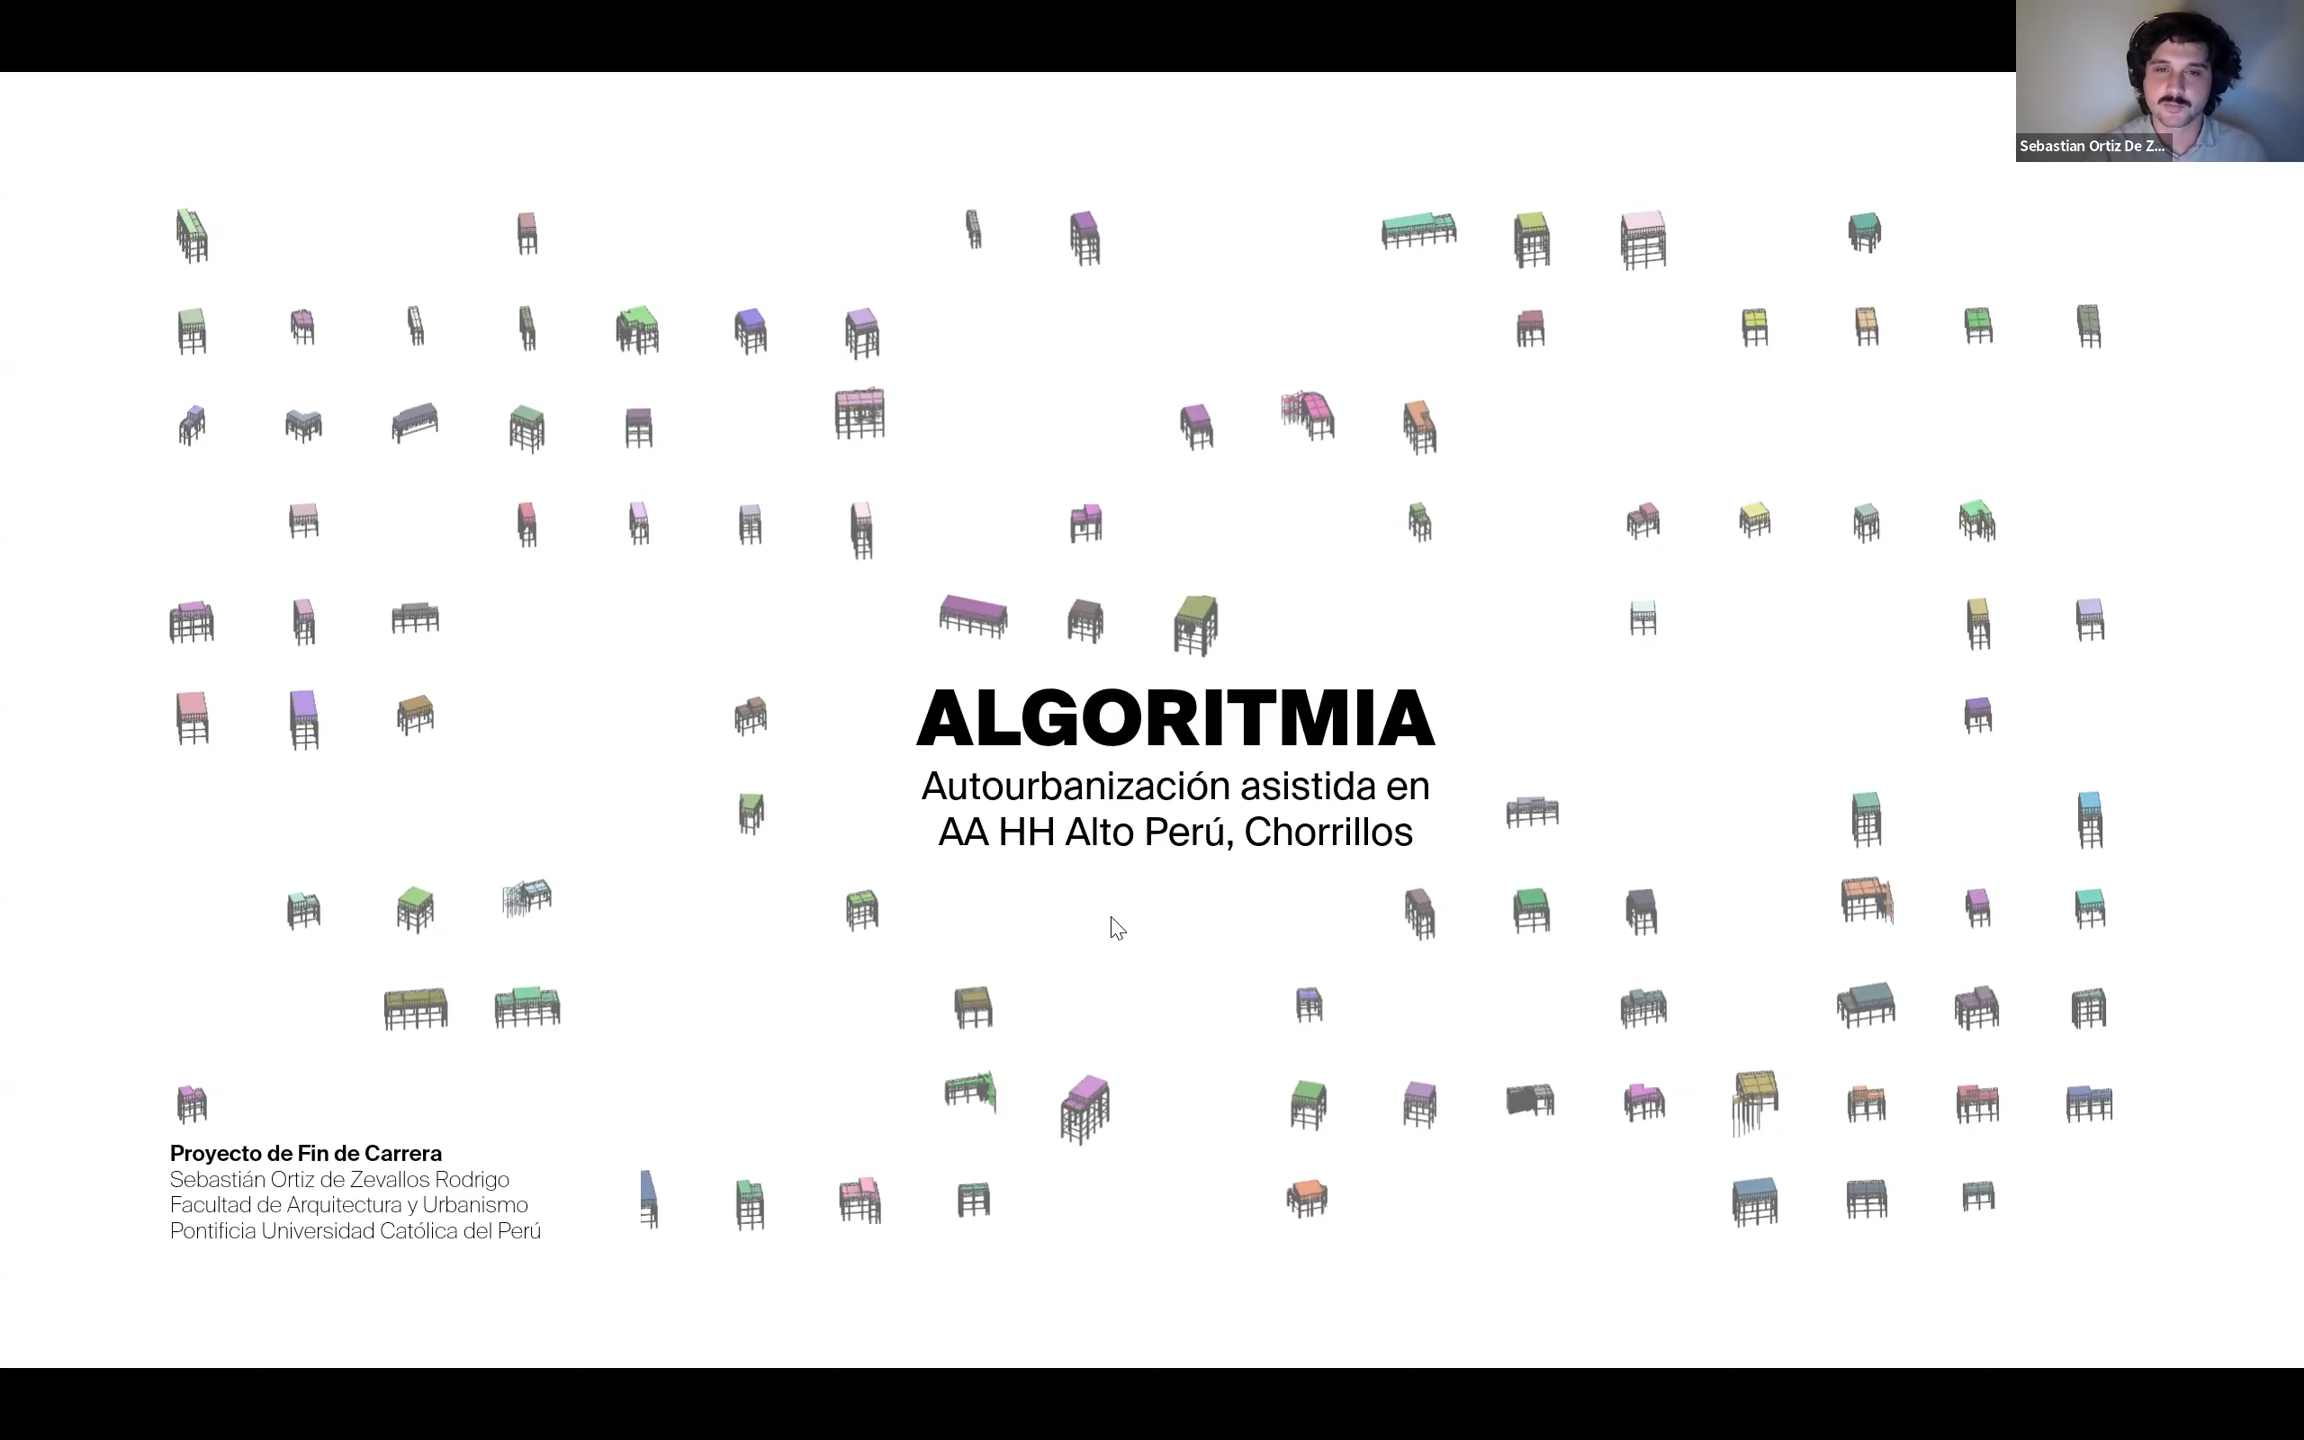 Sebastian Ortiz De Z...
ALGORITMIA
Autourbanización asistida en
AA HH Alto Perú, Chorrillos
Proyecto de Fin de Carrera
Sebastián Ortiz de Zevallos Rodrigo
Facultad de Arquitectura y Urbanismo
Pontificia Universidad Católica del Perú